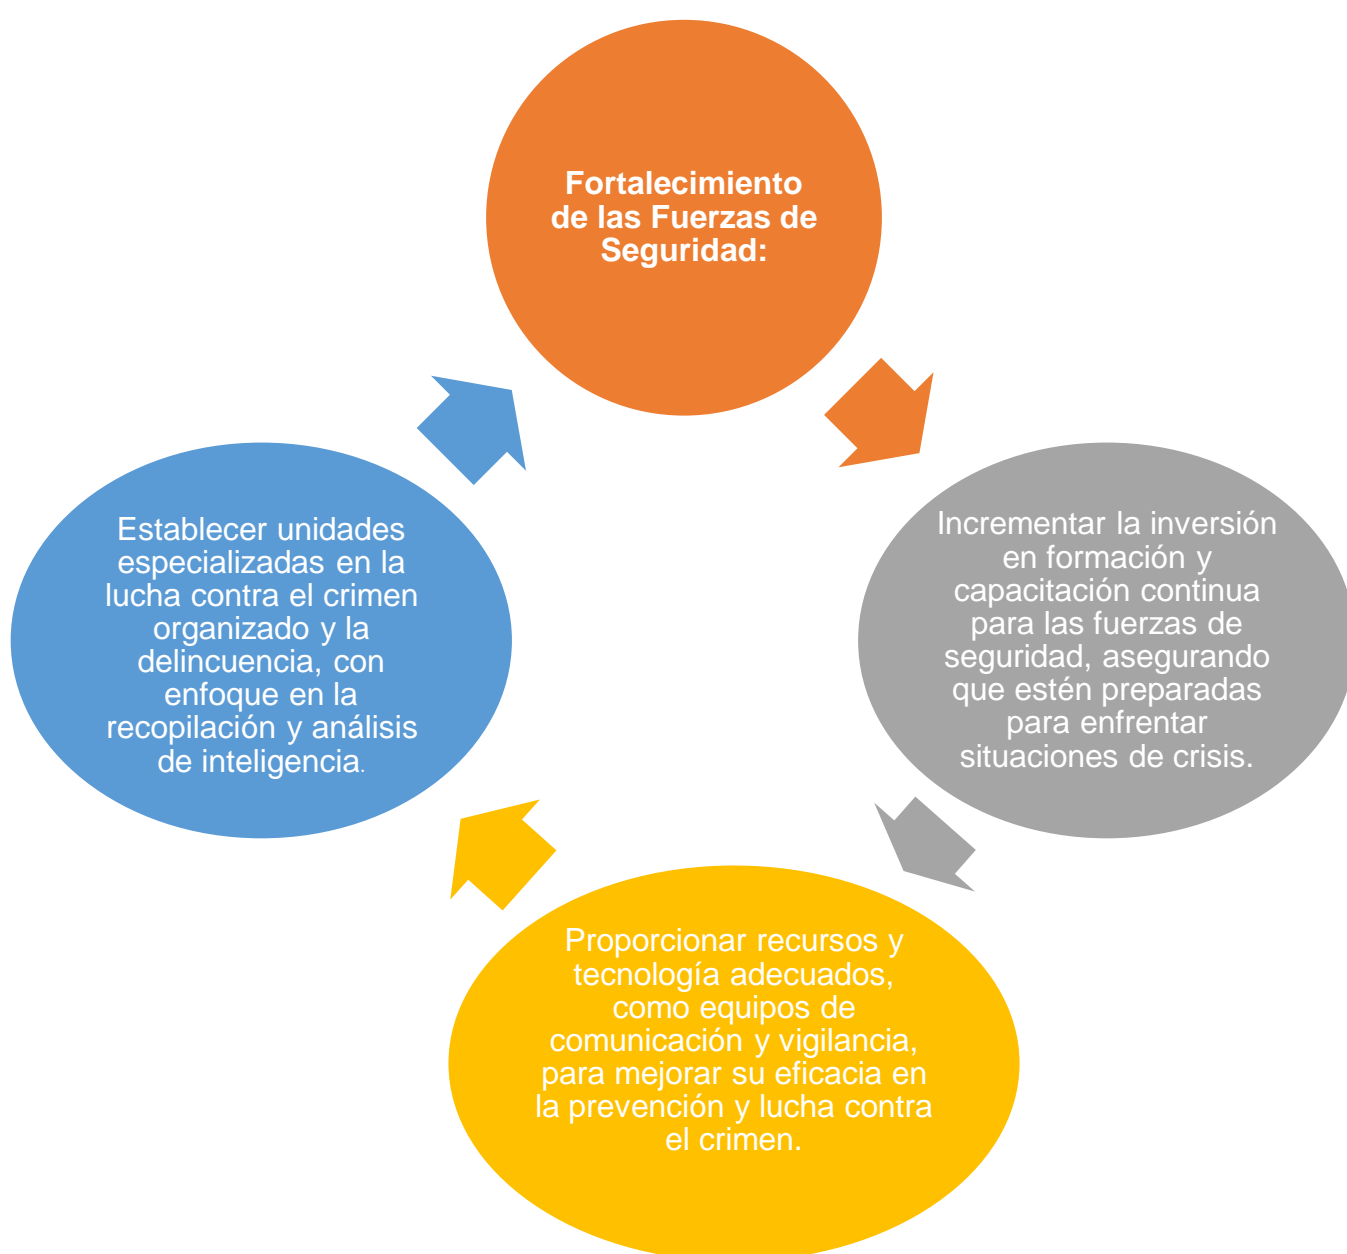 Fortalecimiento
de las Fuerzas de
Seguridad:
Incrementar la inversión
en formación y
capacitación continua
para las fuerzas de
seguridad, asegurando
que estén preparadas
para enfrentar
situaciones de crisis.
Proporcionar recursos y
tecnología adecuados,
como equipos de
comunicación y vigilancia,
para mejorar su eficacia en
la prevención y lucha contra
el crimen.
Establecer unidades
especializadas en la
lucha contra el crimen
organizado y la
delincuencia, con
enfoque en la
recopilación y análisis
de inteligencia.